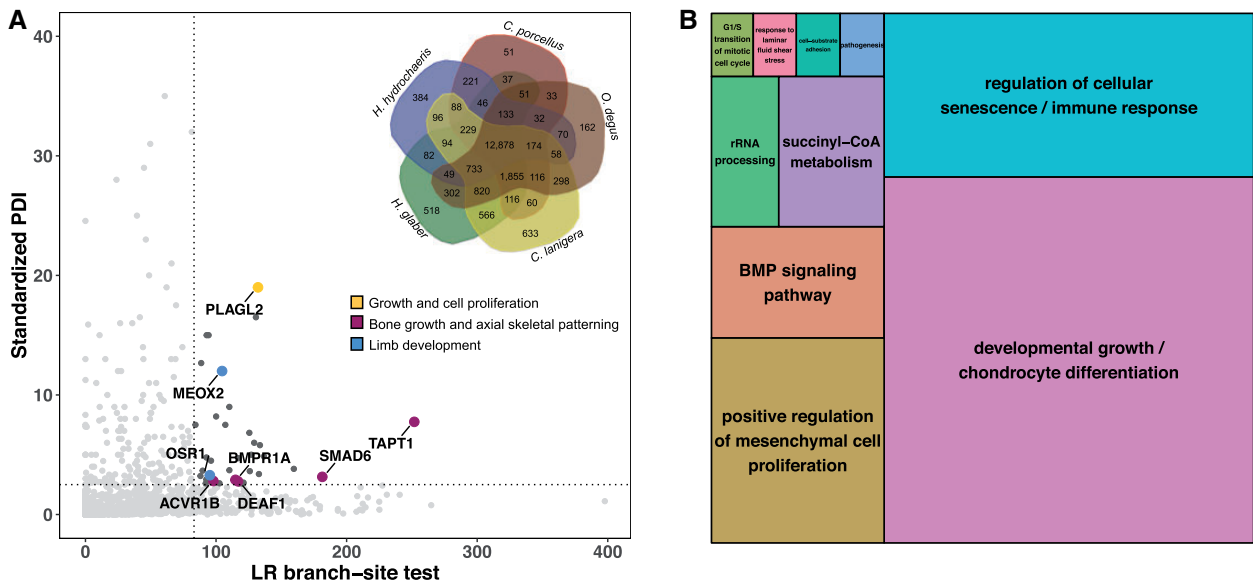 A
Standardized PDI
40
30
20
10
0
0
100
200
300
400
LR branch–site test
PLAGL2
MEOX2
OSR1
BMPR1A
SMAD6
TAPT1
ACVR1B
DEAF1
Growth and cell proliferation
Bone growth and axial skeletal patterning
Limb development
C. porcellus
H. hydrochaeris
O. degus
H. glaber
C. lanigera
51
221
37
384
88
46
51
33
96
133
32
162
229
70
94
12,878
174
82
58
49
733
1,855
116
298
302
820
518
116
60
566
633
B
G1/S
transition
of mitotic
cell cycle
response to
laminar
fluid shear
stress
cell–substrate
adhesion
pathogenesis
rRNA
processing
succinyl–CoA
metabolism
BMP signaling
pathway
positive regulation
of mesenchymal cell
proliferation
regulation of cellular
senescence / immune response
developmental growth /
chondrocyte differentiation